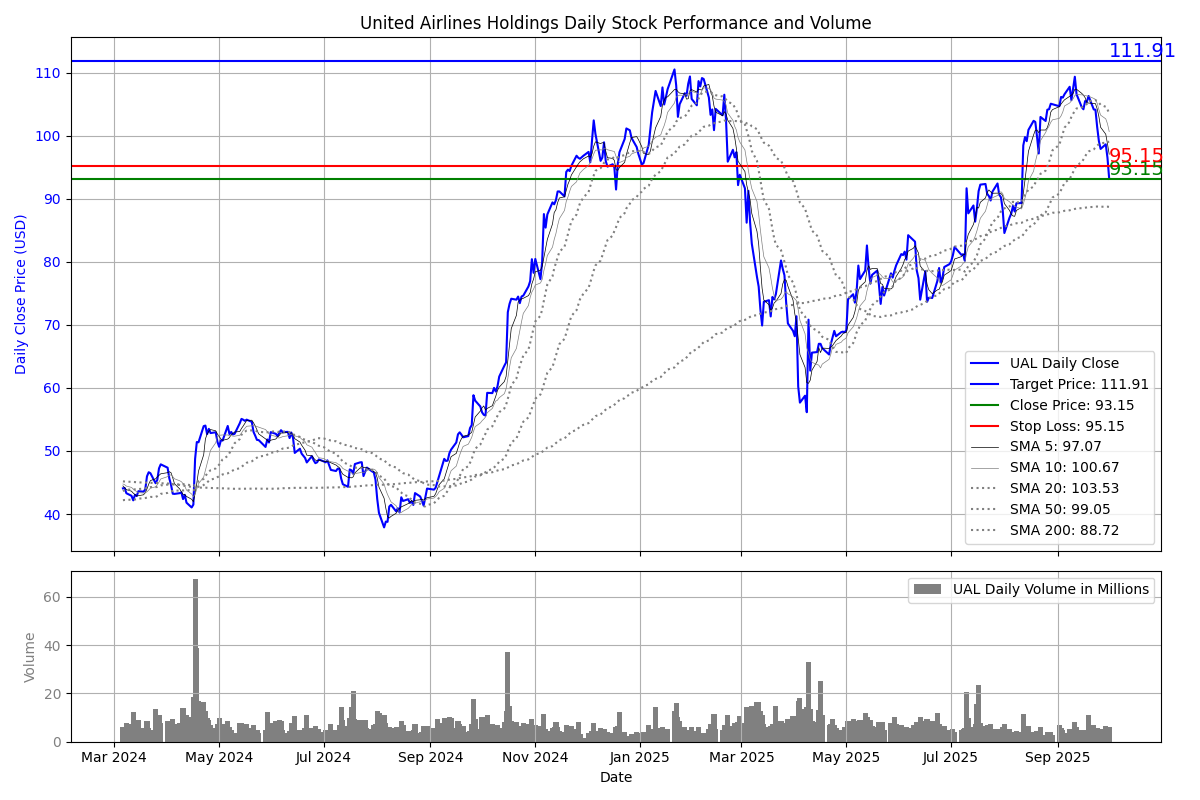 United Airlines Holdings Daily Stock Performance and Volume
Daily Close Price (USD)
110
100
90
80
70
60
50
40
111.91
95.15
93.15
UAL Daily Close
Target Price: 111.91
Close Price: 93.15
Stop Loss: 95.15
SMA 5: 97.07
SMA 10: 100.67
SMA 20: 103.53
SMA 50: 99.05
SMA 200: 88.72
Volume
60
40
20
0
UAL Daily Volume in Millions
Mar 2024 May 2024 Jul 2024 Sep 2024 Nov 2024 Jan 2025 Mar 2025 May 2025 Jul 2025 Sep 2025
Date